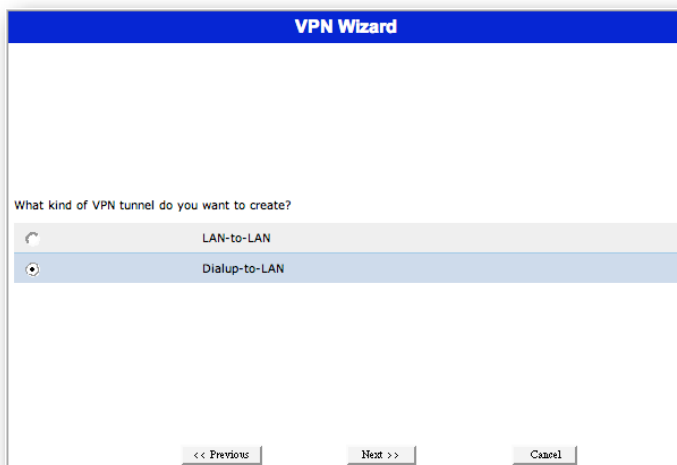 VPN Wizard
What kind of VPN tunnel do you want to create?
LAN-to-LAN
Dialup-to-LAN
<< Previous
Next >>
Cancel